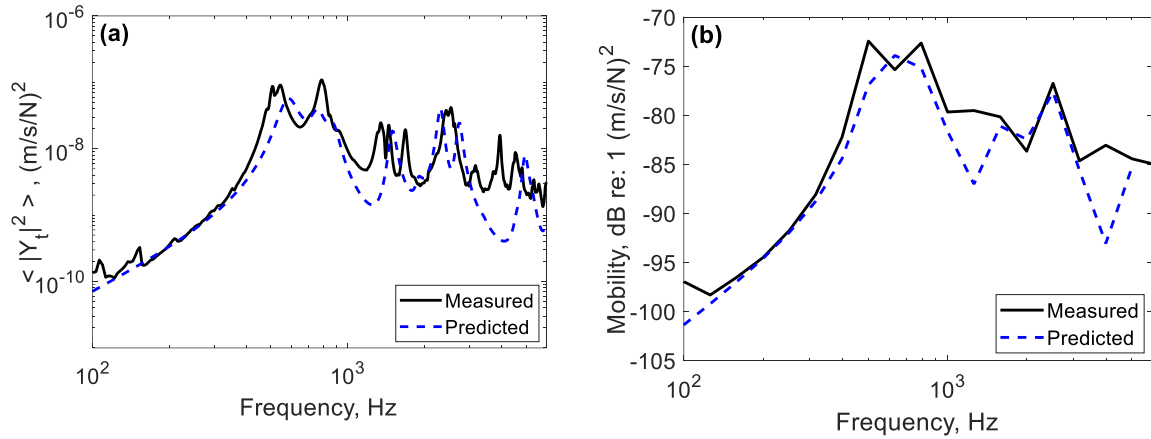 (a)
10^-6
10^-8
10^-10
< |Y_t|^2 > , (m/s/N)^2
Measured
Predicted
10^2
10^3
Frequency, Hz
(b)
-70
-75
-80
-85
-90
-95
-100
-105
Mobility, dB re: 1 (m/s/N)^2
Measured
Predicted
10^2
10^3
Frequency, Hz